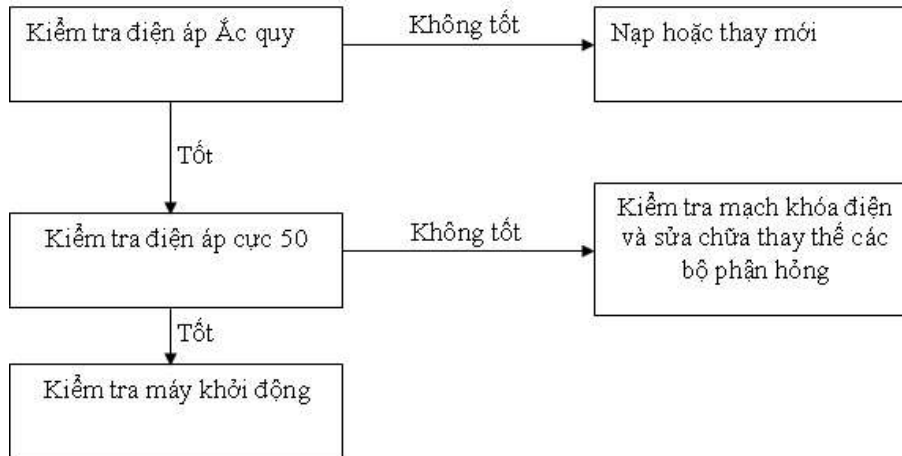 Kiểm tra điện áp Ắc quy
Không tốt
Nạp hoặc thay mới
Tốt
Kiểm tra điện áp cực 50
Không tốt
Kiểm tra mạch khóa điện
và sửa chữa thay thế các
bộ phận hỏng
Tốt
Kiểm tra máy khởi động